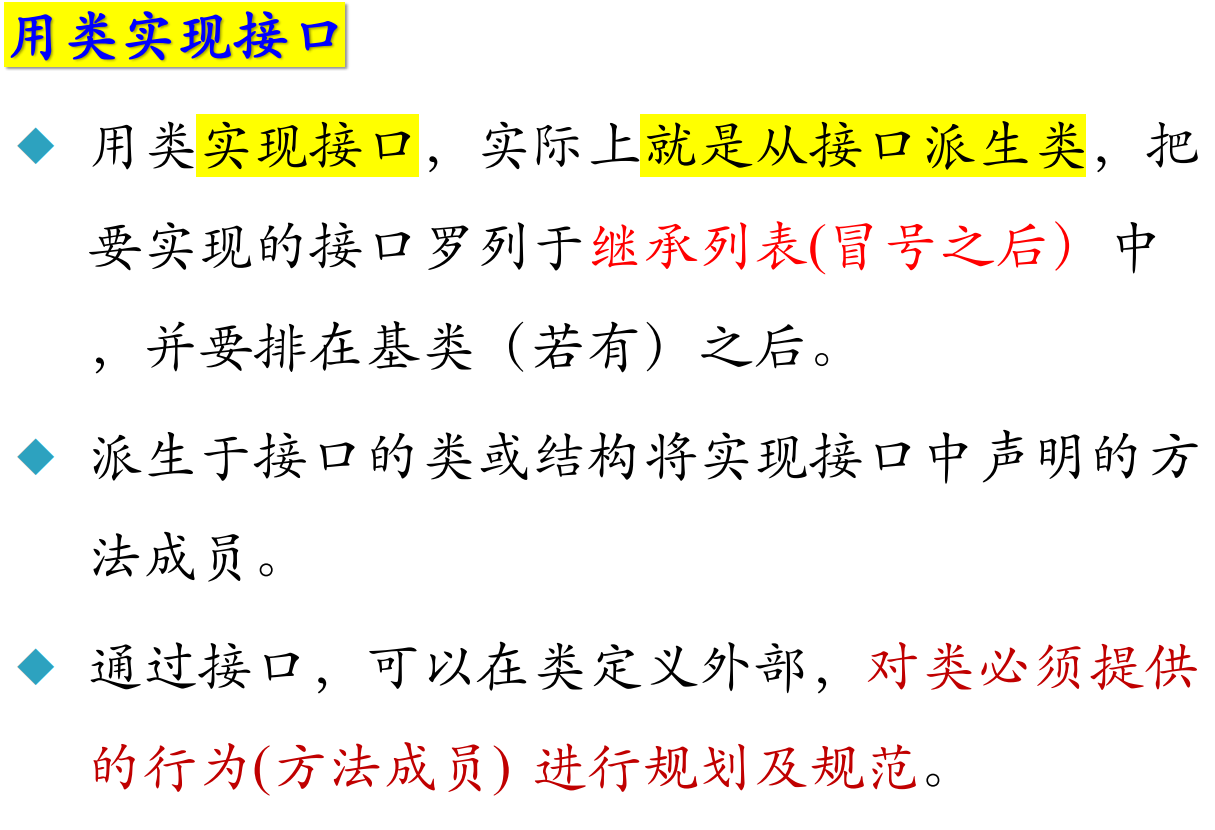 用类实现接口
用类实现接口，实际上就是从接口派生类，把
要实现的接口罗列于继承列表(冒号之后）中
，并要排在基类（若有）之后。
派生于接口的类或结构将实现接口中声明的方
法成员。
通过接口，可以在类定义外部，对类必须提供
的行为(方法成员) 进行规划及规范。